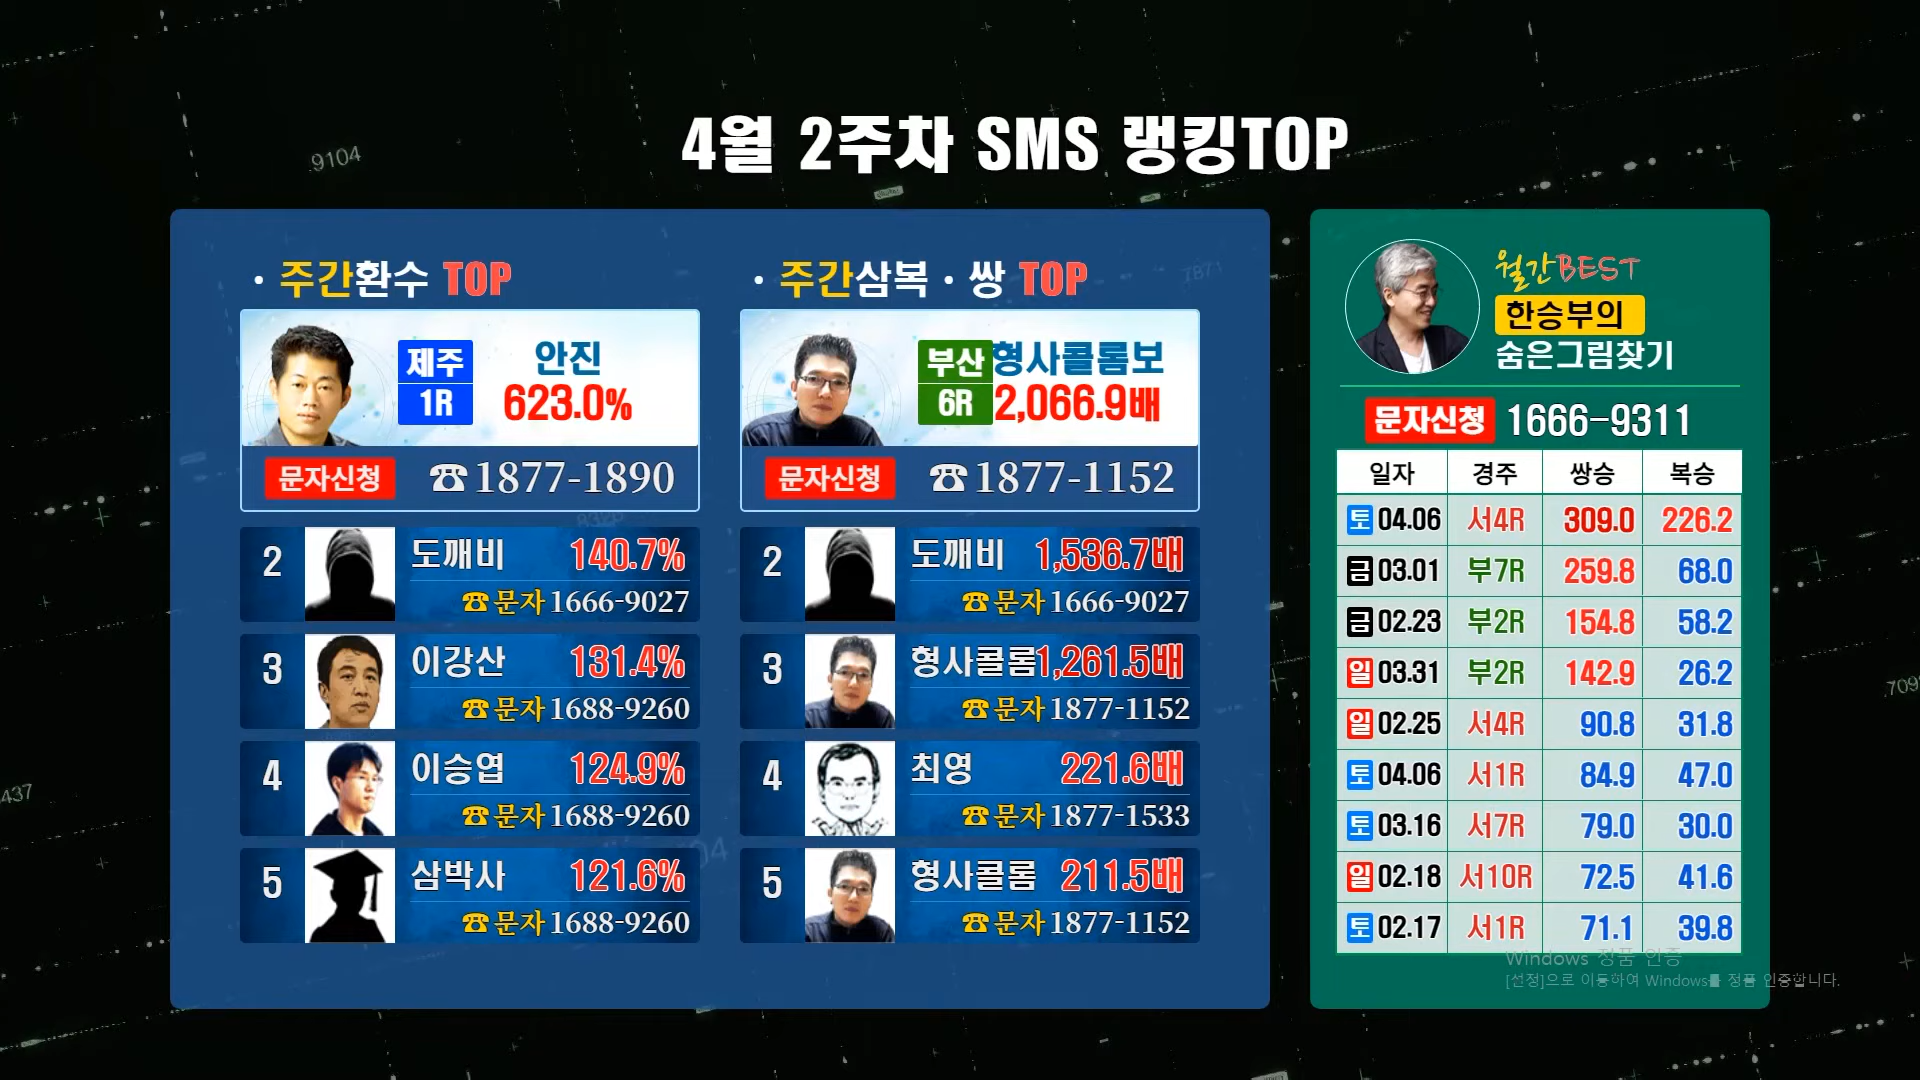 4월 2주차 SMS 랭킹TOP
9104
7871
8328
437
· 주간환수 TOP
제주 안진
1R 623.0%
문자신청 ☎1877-1890
2 도깨비 140.7%
☎문자1666-9027
3 이강산 131.4%
☎문자1688-9260
4 이승엽 124.9%
☎문자1688-9260
5 삼박사 121.6%
☎문자1688-9260
· 주간삼복·쌍 TOP
부산 형사콜롬보
6R 2,066.9배
문자신청 ☎1877-1152
2 도깨비 1,536.7배
☎문자1666-9027
3 형사콜롬 1,261.5배
☎문자1877-1152
4 최영 221.6배
☎문자1877-1533
5 형사콜롬 211.5배
☎문자1877-1152
월간BEST
한승부의
숨은그림찾기
문자신청 1666-9311
일자 경주 쌍승 복승
토 04.06 서4R 309.0 226.2
금 03.01 부7R 259.8 68.0
금 02.23 부2R 154.8 58.2
일 03.31 부2R 142.9 26.2
일 02.25 서4R 90.8 31.8
토 04.06 서1R 84.9 47.0
토 03.16 서7R 79.0 30.0
일 02.18 서10R 72.5 41.6
토 02.17 서1R 71.1 39.8
Windows 정품 인증
[설정]으로 이동하여 Windows를 정품 인증합니다.